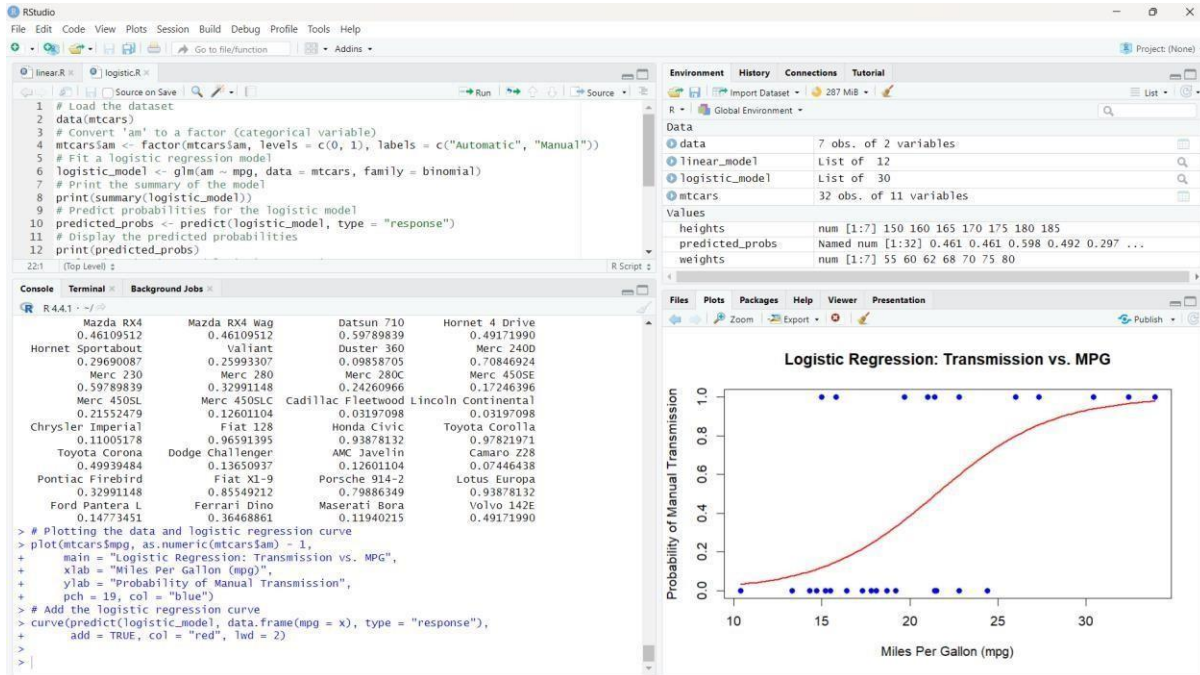 RStudio
File Edit Code View Plots Session Build Debug Profile Tools Help
Go to file/function
Addins
Project: (None)
linear.R
logistic.R
Source on Save
Run
Source
1 # Load the dataset
2 data(mtcars)
3 # Convert 'am' to a factor (categorical variable)
4 mtcars$am <- factor(mtcars$am, levels = c(0, 1), labels = c("Automatic", "Manual"))
5 # Fit a logistic regression model
6 logistic_model <- glm(am ~ mpg, data = mtcars, family = binomial)
7 # Print the summary of the model
8 print(summary(logistic_model))
9 # Predict probabilities for the logistic model
10 predicted_probs <- predict(logistic_model, type = "response")
11 # Display the predicted probabilities
12 print(predicted_probs)
22:1 (Top Level) R Script
Console Terminal Background Jobs
R 4.4.1 · ~/
Mazda RX4 Mazda RX4 Wag Datsun 710 Hornet 4 Drive
0.46109512 0.46109512 0.59789839 0.49171990
Hornet Sportabout Valiant Duster 360 Merc 240D
0.29690087 0.25993307 0.09858705 0.70846924
Merc 230 Merc 280 Merc 280C Merc 450SE
0.59789839 0.32991148 0.24260966 0.17246396
Merc 450SL Merc 450SLC Cadillac Fleetwood Lincoln Continental
0.21552479 0.12601104 0.03197098 0.03197098
Chrysler Imperial Fiat 128 Honda Civic Toyota Corolla
0.11005178 0.96591395 0.93878132 0.97821971
Toyota Corona Dodge Challenger AMC Javelin Camaro Z28
0.49939484 0.13650937 0.12601104 0.07446438
Pontiac Firebird Fiat X1-9 Porsche 914-2 Lotus Europa
0.32991148 0.85549212 0.79886349 0.93878132
Ford Pantera L Ferrari Dino Maserati Bora Volvo 142E
0.14773451 0.36468861 0.11940215 0.49171990
> # Plotting the data and logistic regression curve
> plot(mtcars$mpg, as.numeric(mtcars$am) - 1,
+ main = "Logistic Regression: Transmission vs. MPG",
+ xlab = "Miles Per Gallon (mpg)",
+ ylab = "Probability of Manual Transmission",
+ pch = 19, col = "blue")
> # Add the logistic regression curve
> curve(predict(logistic_model, data.frame(mpg = x), type = "response"),
+ add = TRUE, col = "red", lwd = 2)
>
>
Environment History Connections Tutorial
Import Dataset 287 MiB List
R Global Environment
Data
data 7 obs. of 2 variables
linear_model List of 12
logistic_model List of 30
mtcars 32 obs. of 11 variables
Values
heights num [1:7] 150 160 165 170 175 180 185
predicted_probs Named num [1:32] 0.461 0.461 0.598 0.492 0.297 ...
weights num [1:7] 55 60 62 68 70 75 80
Files Plots Packages Help Viewer Presentation
Zoom Export Publish
Logistic Regression: Transmission vs. MPG
Probability of Manual Transmission
1.0
0.8
0.6
0.4
0.2
0.0
10 15 20 25 30
Miles Per Gallon (mpg)